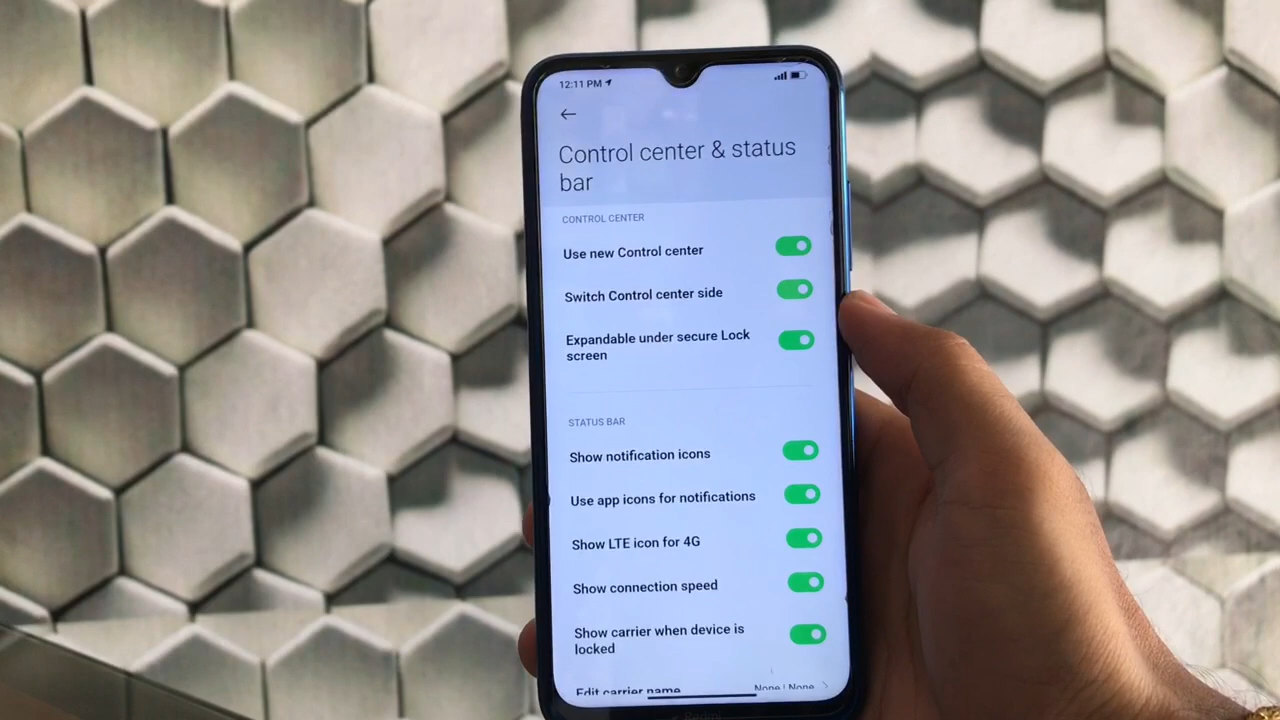 12:11 PM
Control center & status
bar
CONTROL CENTER
Use new Control center
Switch Control center side
Expandable under secure Lock
screen
STATUS BAR
Show notification icons
Use app icons for notifications
Show LTE icon for 4G
Show connection speed
Show carrier when device is
locked
Edit carrier name None | None
Redmi